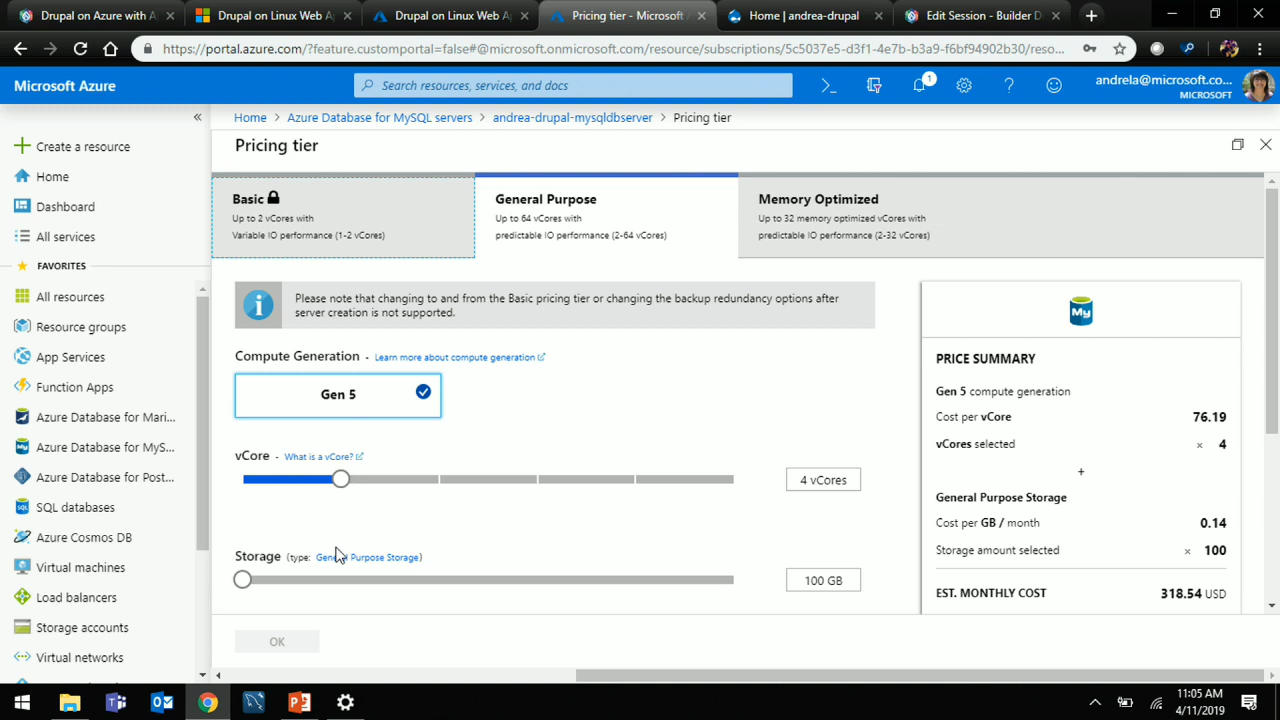 Drupal on Azure with A
Drupal on Linux Web Ap
Drupal on Linux Web Ap
Pricing tier - Microsoft A
Home | andrea-drupal
Edit Session - Builder D
https://portal.azure.com/?feature.customportal=false#@microsoft.onmicrosoft.com/resource/subscriptions/5c5037e5-d3f1-4e7b-b3a9-f6bf94902b30/reso...
Microsoft Azure
Search resources, services, and docs
1
andrela@microsoft.co...
MICROSOFT
Create a resource
Home
Dashboard
All services
FAVORITES
All resources
Resource groups
App Services
Function Apps
Azure Database for Mari...
Azure Database for MyS...
Azure Database for Post...
SQL databases
Azure Cosmos DB
Virtual machines
Load balancers
Storage accounts
Virtual networks
Home > Azure Database for MySQL servers > andrea-drupal-mysqldbserver > Pricing tier
Pricing tier
Basic
Up to 2 vCores with
Variable IO performance (1-2 vCores)
General Purpose
Up to 64 vCores with
predictable IO performance (2-64 vCores)
Memory Optimized
Up to 32 memory optimized vCores with
predictable IO performance (2-32 vCores)
Please note that changing to and from the Basic pricing tier or changing the backup redundancy options after
server creation is not supported.
Compute Generation - Learn more about compute generation
Gen 5
vCore - What is a vCore?
4 vCores
Storage (type: General Purpose Storage)
100 GB
OK
My
PRICE SUMMARY
Gen 5 compute generation
Cost per vCore 76.19
vCores selected × 4
+
General Purpose Storage
Cost per GB / month 0.14
Storage amount selected × 100
EST. MONTHLY COST 318.54 USD
11:05 AM
4/11/2019